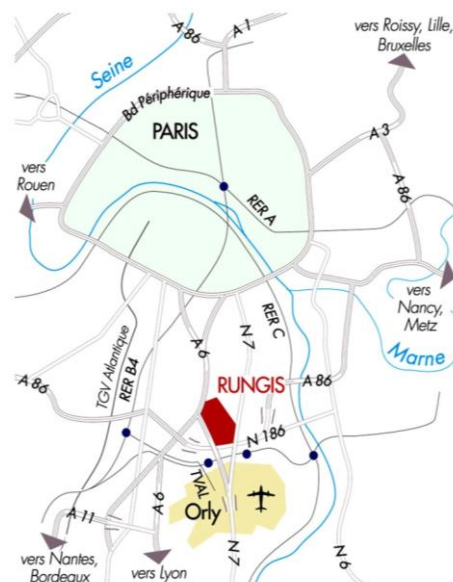 A 86
A 1
vers Roissy, Lille,
Bruxelles
Seine
Bd Périphérique
PARIS
A 3
A 86
vers
Rouen
RER A
vers
Nancy,
Metz
Marne
TGV Atlantique
RER B4
A 6
N 7
RER C
A 86
RUNGIS
A 86
N 186
TVAL
Orly
A 6
A 11
N 7
N 6
vers Nantes,
Bordeaux
vers Lyon